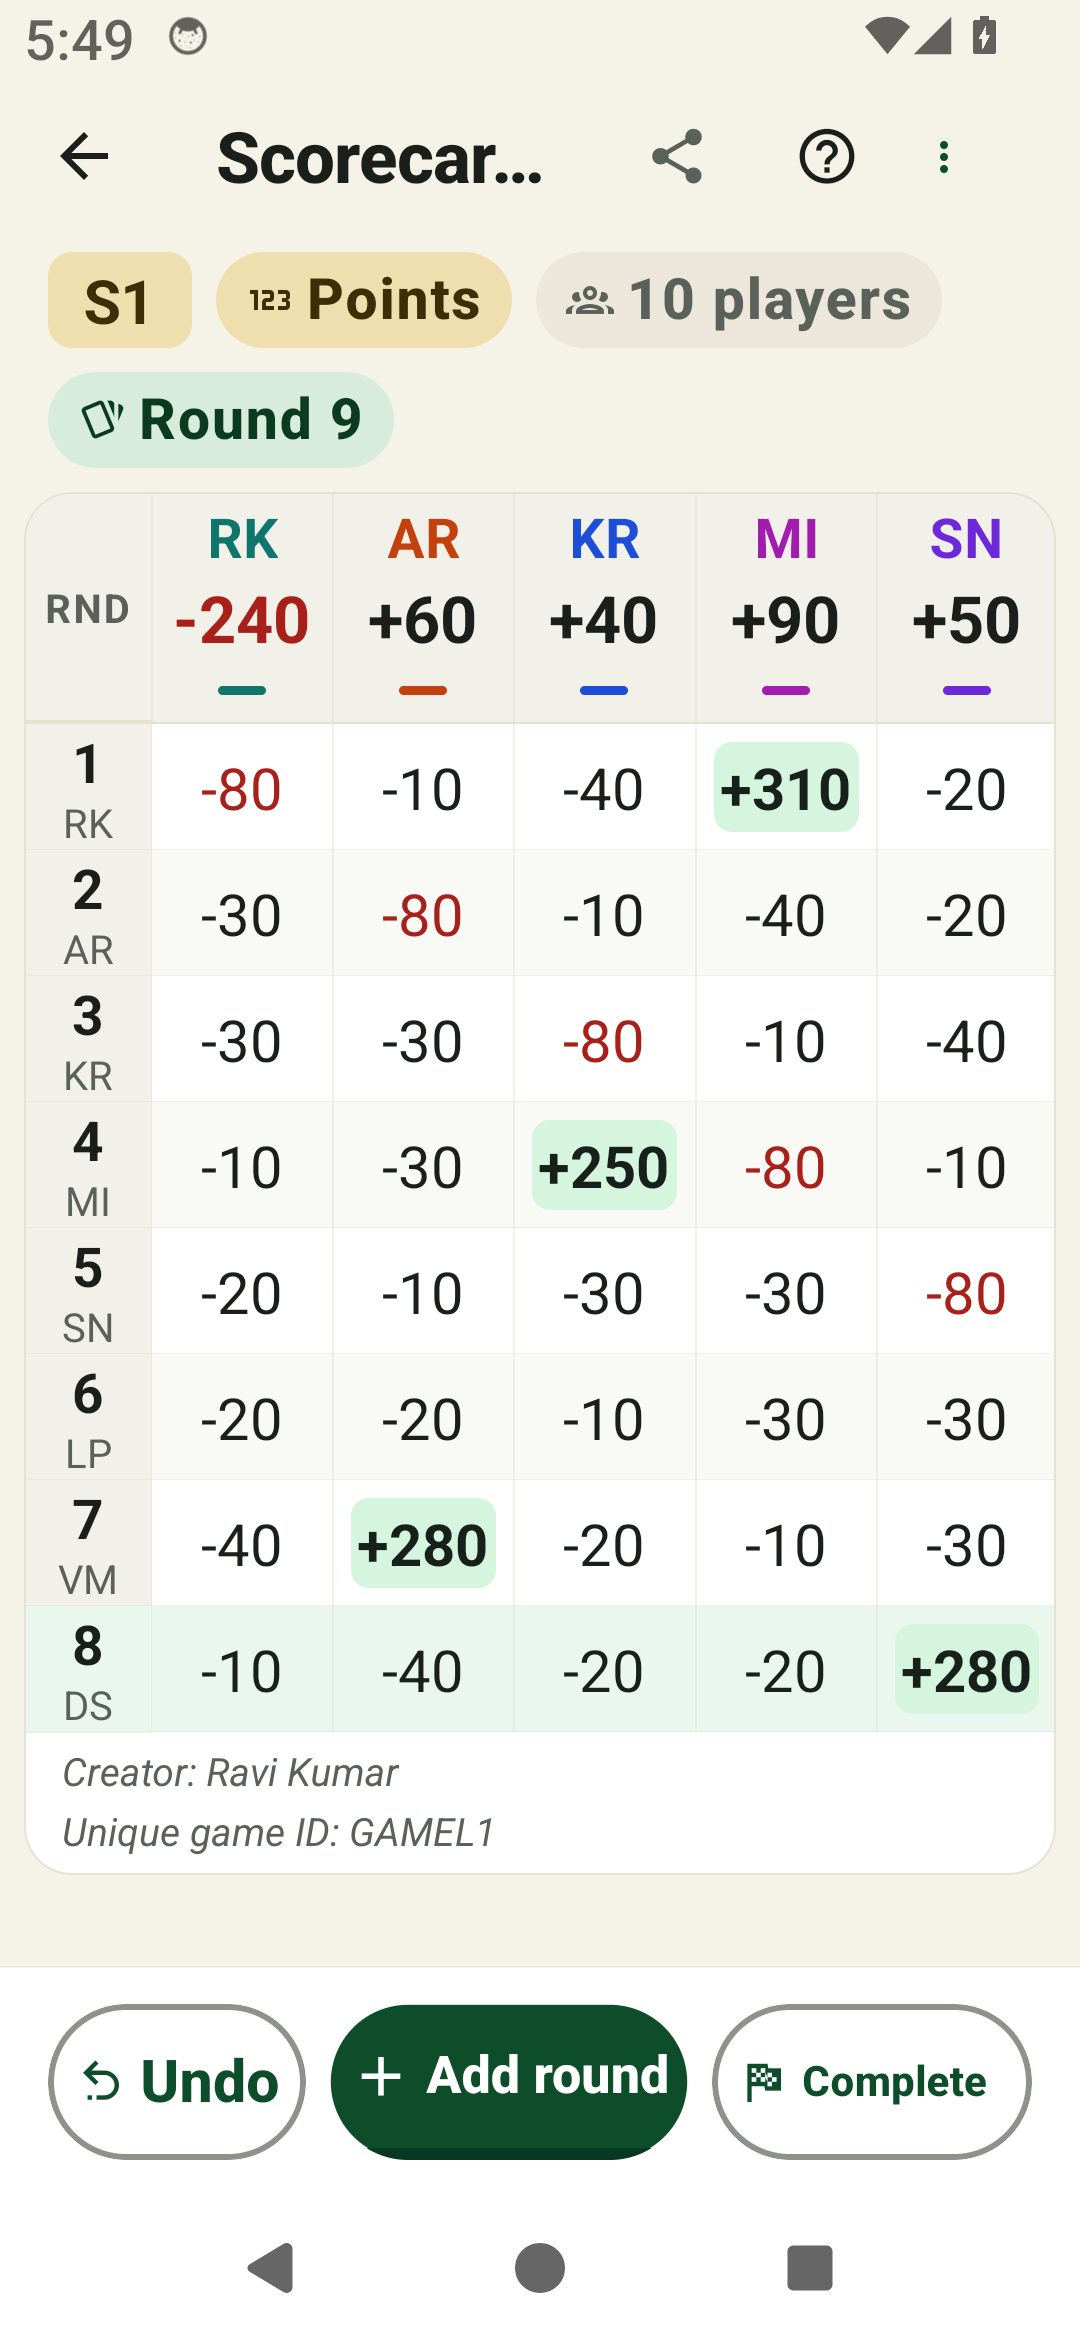 5:49
Scorecar...
S1
123 Points
10 players
Round 9
RND RK AR KR MI SN
-240 +60 +40 +90 +50
1 RK -80 -10 -40 +310 -20
2 AR -30 -80 -10 -40 -20
3 KR -30 -30 -80 -10 -40
4 MI -10 -30 +250 -80 -10
5 SN -20 -10 -30 -30 -80
6 LP -20 -20 -10 -30 -30
7 VM -40 +280 -20 -10 -30
8 DS -10 -40 -20 -20 +280
Creator: Ravi Kumar
Unique game ID: GAMEL1
Undo
+ Add round
Complete